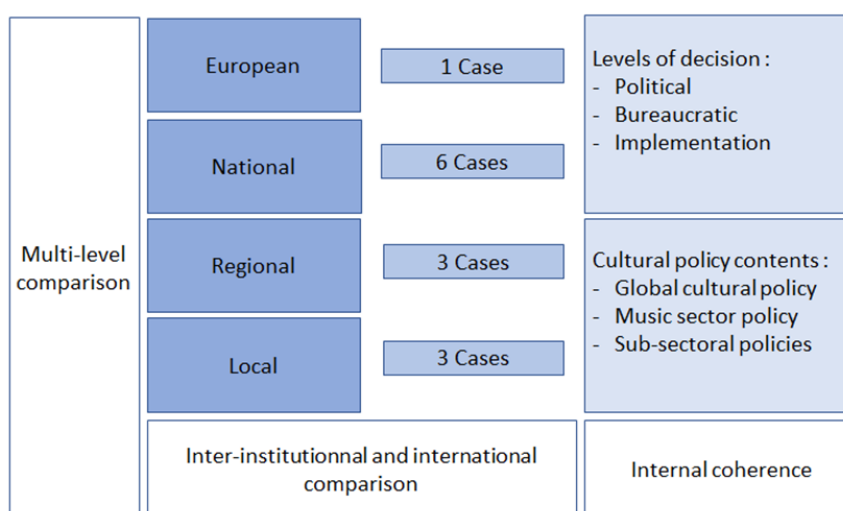 Multi-level
comparison
European
1 Case
National
6 Cases
Regional
3 Cases
Local
3 Cases
Levels of decision :
- Political
- Bureaucratic
- Implementation
Cultural policy contents :
- Global cultural policy
- Music sector policy
- Sub-sectoral policies
Inter-institutionnal and international
comparison
Internal coherence